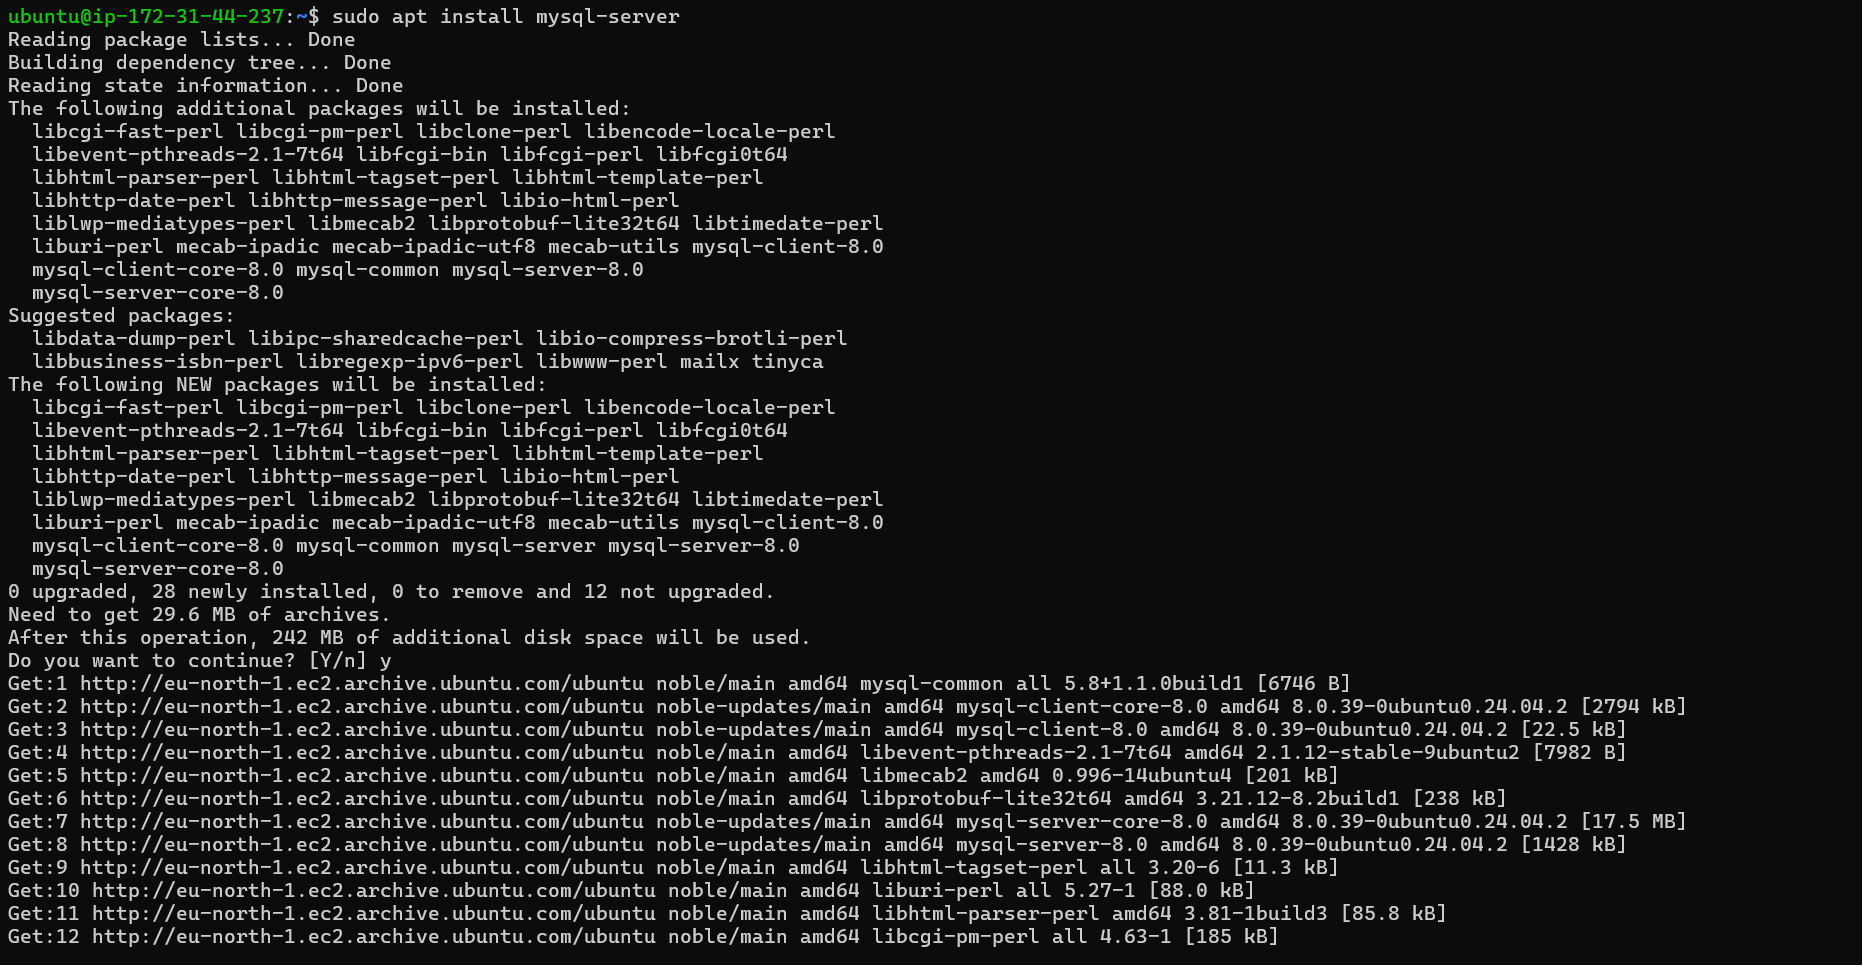 ubuntu@ip-172-31-44-237:~$ sudo apt install mysql-server
Reading package lists... Done
Building dependency tree... Done
Reading state information... Done
The following additional packages will be installed:
  libcgi-fast-perl libcgi-pm-perl libclone-perl libencode-locale-perl
  libevent-pthreads-2.1-7t64 libfcgi-bin libfcgi-perl libfcgi0t64
  libhtml-parser-perl libhtml-tagset-perl libhtml-template-perl
  libhttp-date-perl libhttp-message-perl libio-html-perl
  liblwp-mediatypes-perl libmecab2 libprotobuf-lite32t64 libtimedate-perl
  liburi-perl mecab-ipadic mecab-ipadic-utf8 mecab-utils mysql-client-8.0
  mysql-client-core-8.0 mysql-common mysql-server-8.0
  mysql-server-core-8.0
Suggested packages:
  libdata-dump-perl libipc-sharedcache-perl libio-compress-brotli-perl
  libbusiness-isbn-perl libregexp-ipv6-perl libwww-perl mailx tinyca
The following NEW packages will be installed:
  libcgi-fast-perl libcgi-pm-perl libclone-perl libencode-locale-perl
  libevent-pthreads-2.1-7t64 libfcgi-bin libfcgi-perl libfcgi0t64
  libhtml-parser-perl libhtml-tagset-perl libhtml-template-perl
  libhttp-date-perl libhttp-message-perl libio-html-perl
  liblwp-mediatypes-perl libmecab2 libprotobuf-lite32t64 libtimedate-perl
  liburi-perl mecab-ipadic mecab-ipadic-utf8 mecab-utils mysql-client-8.0
  mysql-client-core-8.0 mysql-common mysql-server mysql-server-8.0
  mysql-server-core-8.0
0 upgraded, 28 newly installed, 0 to remove and 12 not upgraded.
Need to get 29.6 MB of archives.
After this operation, 242 MB of additional disk space will be used.
Do you want to continue? [Y/n] y
Get:1 http://eu-north-1.ec2.archive.ubuntu.com/ubuntu noble/main amd64 mysql-common all 5.8+1.1.0build1 [6746 B]
Get:2 http://eu-north-1.ec2.archive.ubuntu.com/ubuntu noble-updates/main amd64 mysql-client-core-8.0 amd64 8.0.39-0ubuntu0.24.04.2 [2794 kB]
Get:3 http://eu-north-1.ec2.archive.ubuntu.com/ubuntu noble-updates/main amd64 mysql-client-8.0 amd64 8.0.39-0ubuntu0.24.04.2 [22.5 kB]
Get:4 http://eu-north-1.ec2.archive.ubuntu.com/ubuntu noble/main amd64 libevent-pthreads-2.1-7t64 amd64 2.1.12-stable-9ubuntu2 [7982 B]
Get:5 http://eu-north-1.ec2.archive.ubuntu.com/ubuntu noble/main amd64 libmecab2 amd64 0.996-14ubuntu4 [201 kB]
Get:6 http://eu-north-1.ec2.archive.ubuntu.com/ubuntu noble/main amd64 libprotobuf-lite32t64 amd64 3.21.12-8.2build1 [238 kB]
Get:7 http://eu-north-1.ec2.archive.ubuntu.com/ubuntu noble-updates/main amd64 mysql-server-core-8.0 amd64 8.0.39-0ubuntu0.24.04.2 [17.5 MB]
Get:8 http://eu-north-1.ec2.archive.ubuntu.com/ubuntu noble-updates/main amd64 mysql-server-8.0 amd64 8.0.39-0ubuntu0.24.04.2 [1428 kB]
Get:9 http://eu-north-1.ec2.archive.ubuntu.com/ubuntu noble/main amd64 libhtml-tagset-perl all 3.20-6 [11.3 kB]
Get:10 http://eu-north-1.ec2.archive.ubuntu.com/ubuntu noble/main amd64 liburi-perl all 5.27-1 [88.0 kB]
Get:11 http://eu-north-1.ec2.archive.ubuntu.com/ubuntu noble/main amd64 libhtml-parser-perl amd64 3.81-1build3 [85.8 kB]
Get:12 http://eu-north-1.ec2.archive.ubuntu.com/ubuntu noble/main amd64 libcgi-pm-perl all 4.63-1 [185 kB]